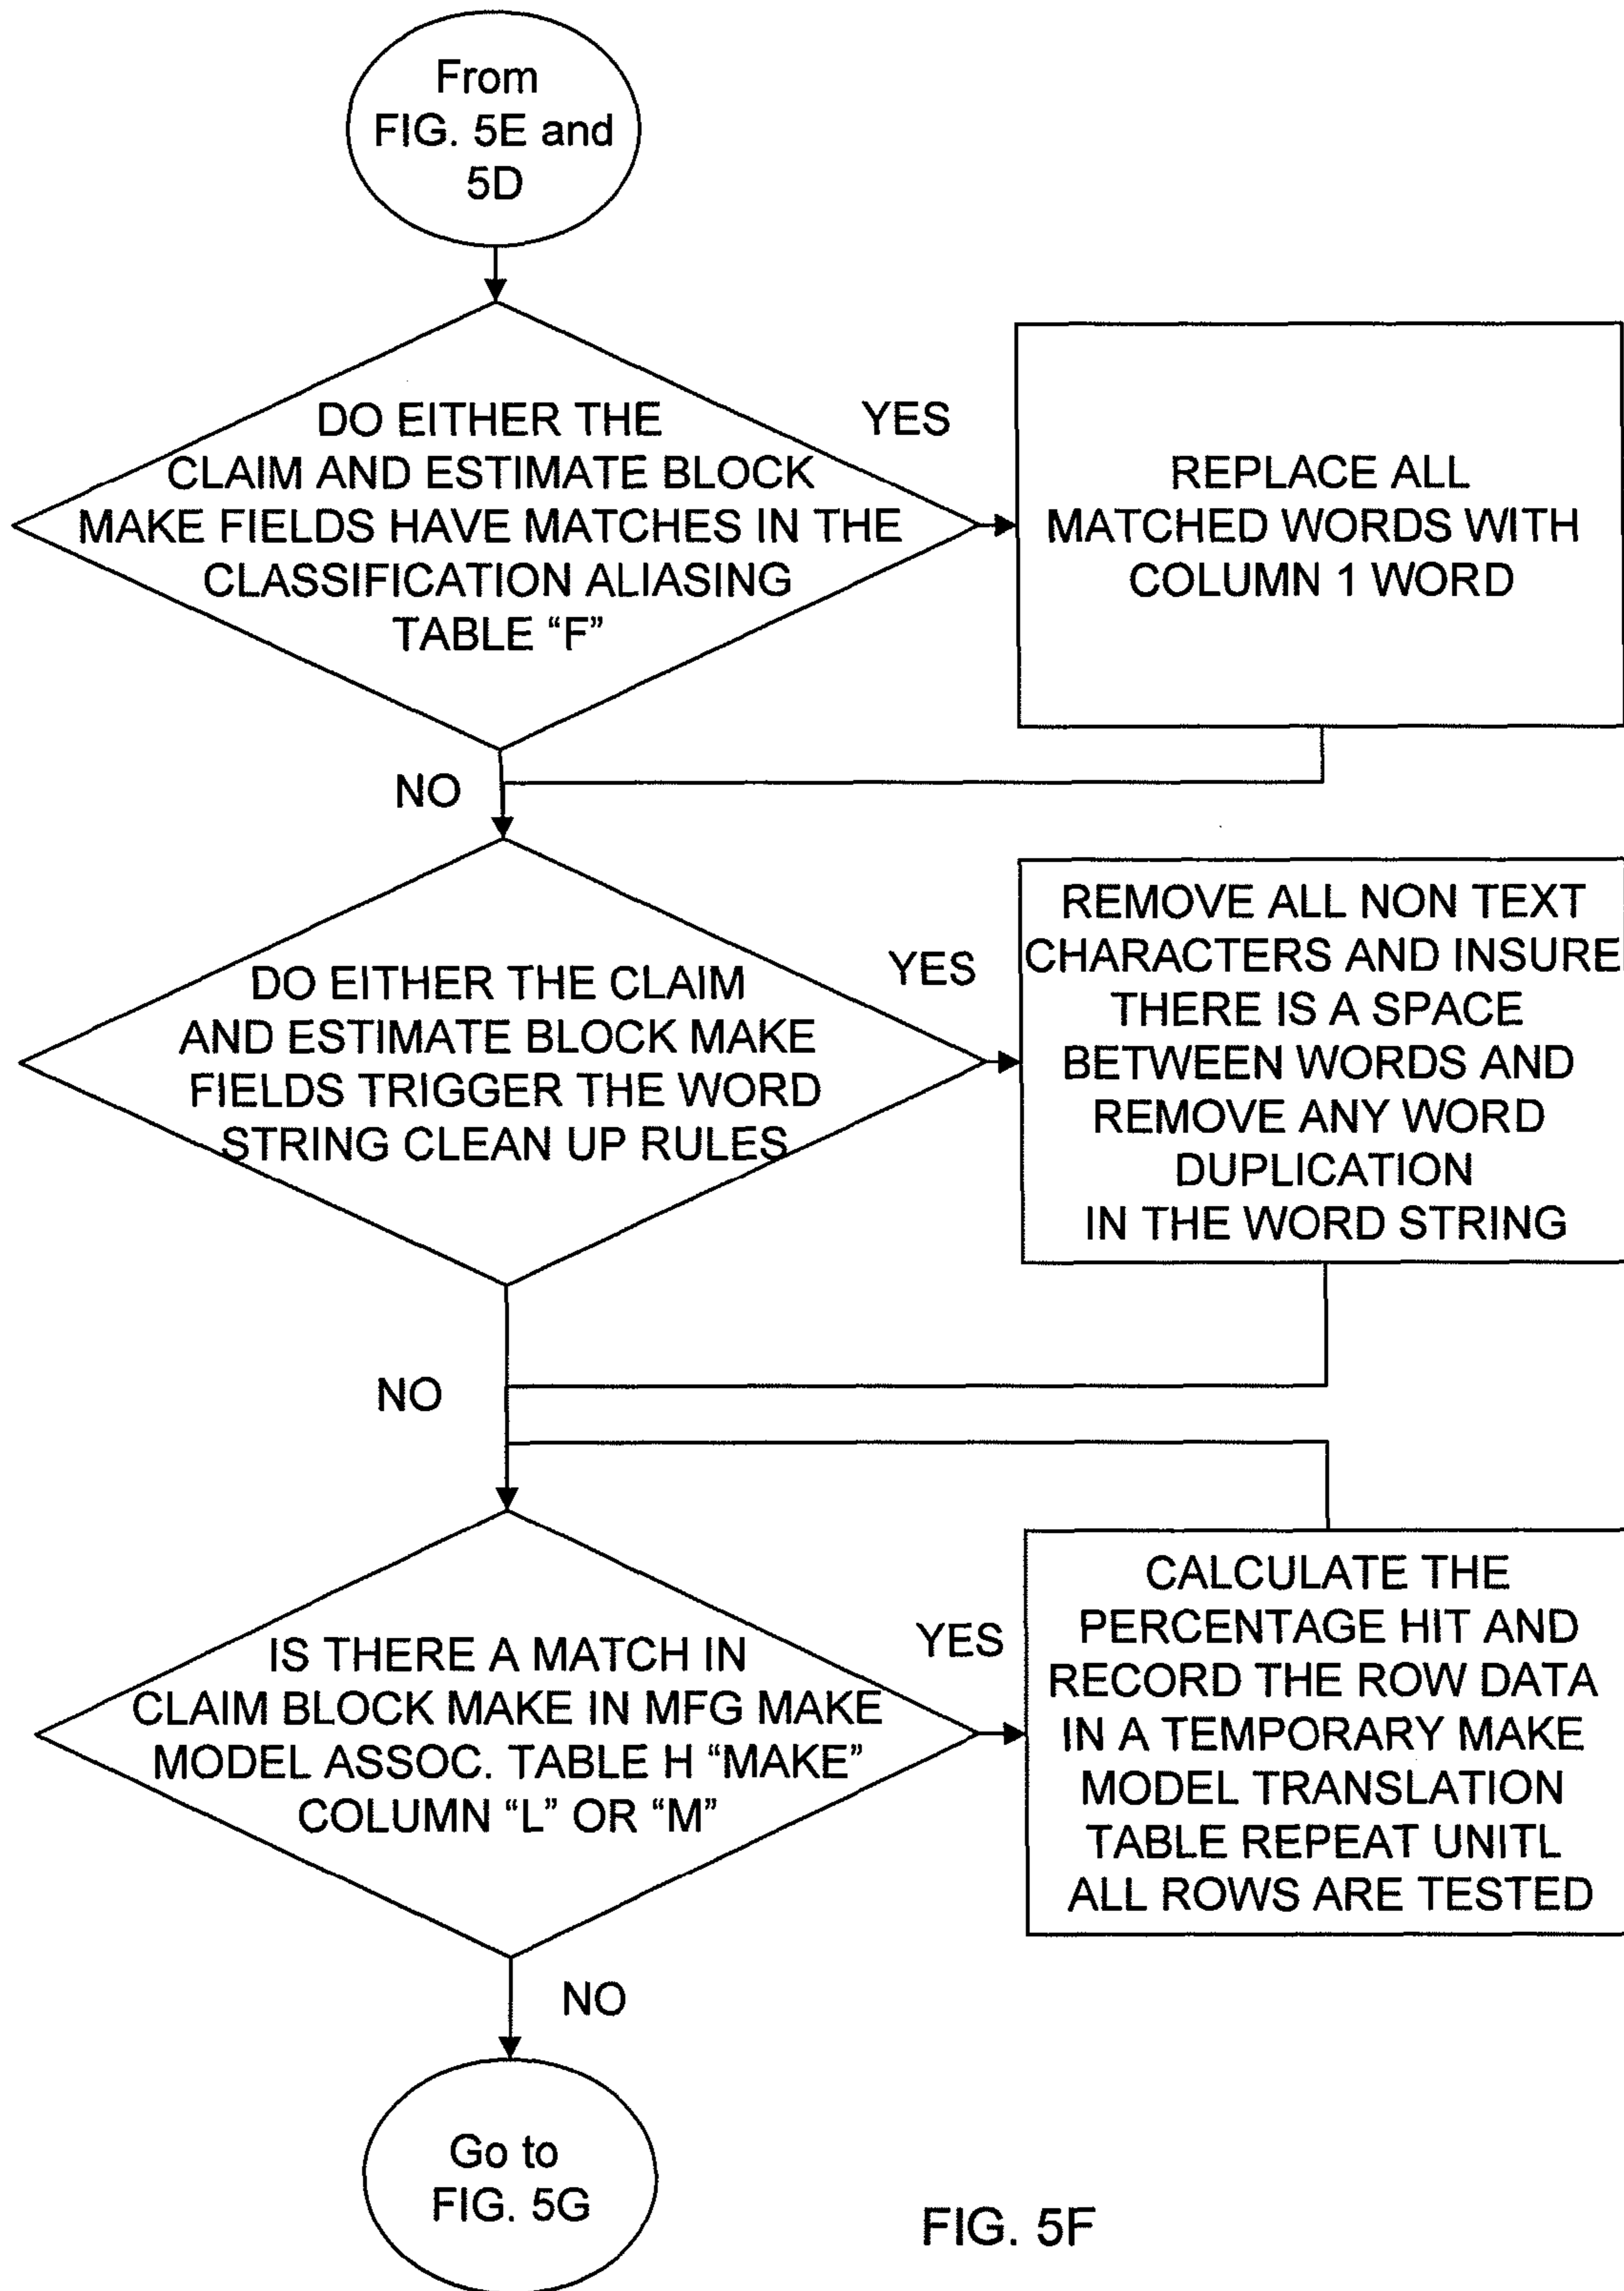 From
FIG. 5E and
5D
DO EITHER THE
CLAIM AND ESTIMATE BLOCK
MAKE FIELDS HAVE MATCHES IN THE
CLASSIFICATION ALIASING
TABLE “F”
YES
REPLACE ALL
MATCHED WORDS WITH
COLUMN 1 WORD
NO
DO EITHER THE CLAIM
AND ESTIMATE BLOCK MAKE
FIELDS TRIGGER THE WORD
STRING CLEAN UP RULES
YES
REMOVE ALL NON TEXT
CHARACTERS AND INSURE
THERE IS A SPACE
BETWEEN WORDS AND
REMOVE ANY WORD
DUPLICATION
IN THE WORD STRING
NO
IS THERE A MATCH IN
CLAIM BLOCK MAKE IN MFG MAKE
MODEL ASSOC. TABLE H “MAKE”
COLUMN “L” OR “M”
YES
CALCULATE THE
PERCENTAGE HIT AND
RECORD THE ROW DATA
IN A TEMPORARY MAKE
MODEL TRANSLATION
TABLE REPEAT UNITL
ALL ROWS ARE TESTED
NO
Go to
FIG. 5G
FIG. 5F